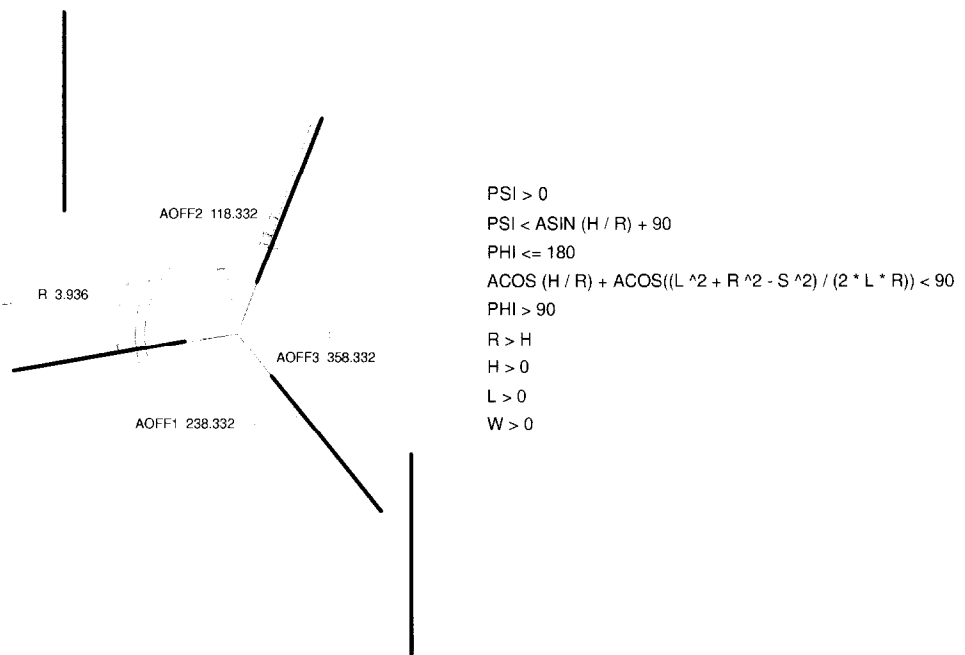 AOFF2 118.332
R 3.936
AOFF3 358.332
AOFF1 238.332
PSI > 0
PSI < ASIN (H / R) + 90
PHI <= 180
ACOS (H / R) + ACOS((L ^2 + R ^2 - S ^2) / (2 * L * R)) < 90
PHI > 90
R > H
H > 0
L > 0
W > 0